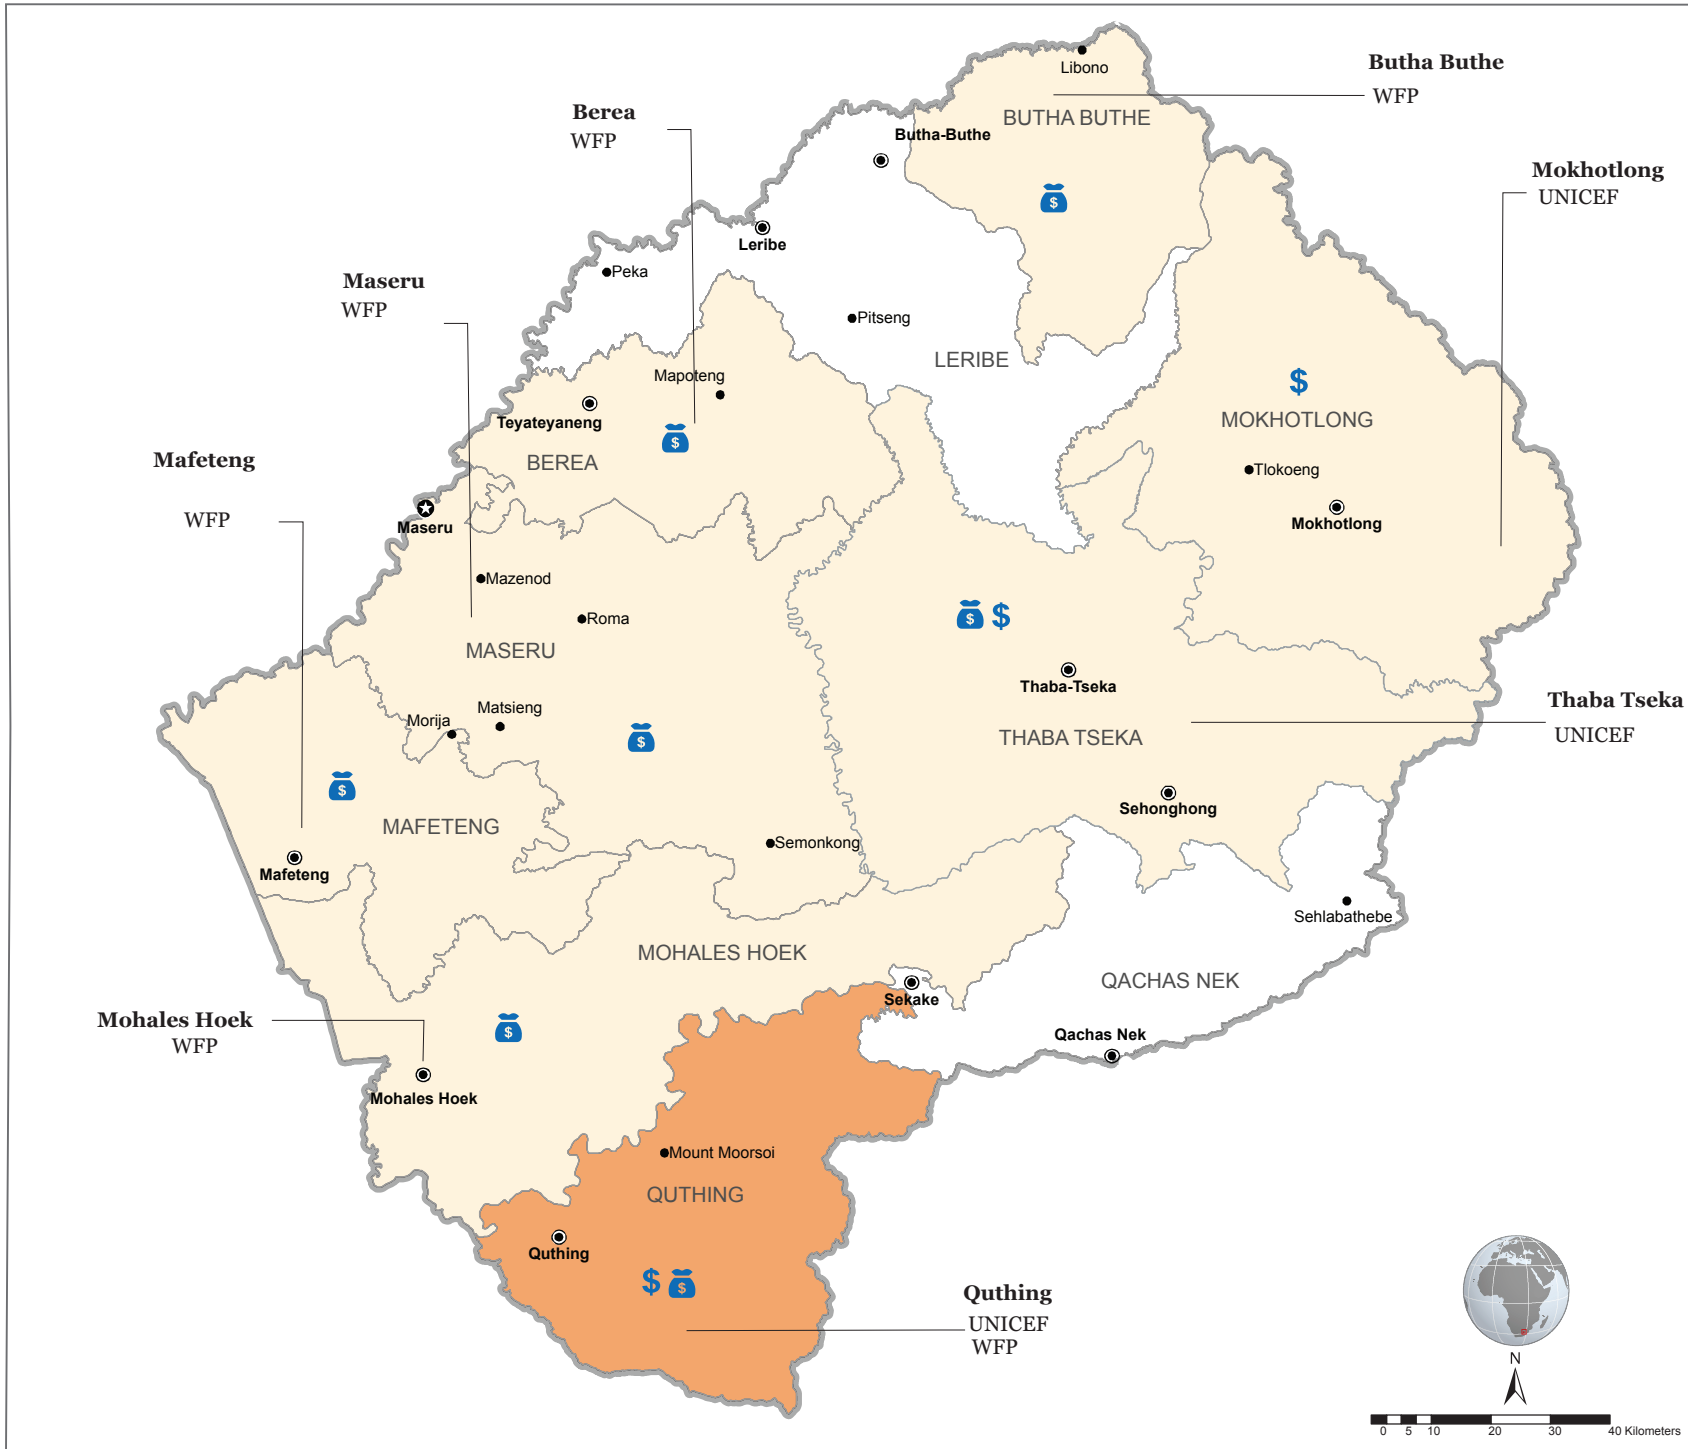 Libono
Butha Buthe
WFP
BUTHA BUTHE
Berea
WFP
Butha-Buthe
Mokhotlong
UNICEF
$
Leribe
Peka
Maseru
WFP
Pitseng
LERIBE
Mapoteng
$
MOKHOTLONG
Teyateyaneng
$
BEREA
Tlokoeng
Mafeteng
WFP
Maseru
Mokhotlong
Mazenod
Roma
$ $
MASERU
Thaba-Tseka
Thaba Tseka
UNICEF
Morija
Matsieng
$
THABA TSEKA
$
MAFETENG
Sehonghong
Semonkong
Mafeteng
Sehlabathebe
MOHALES HOEK
QACHAS NEK
Sekake
Mohales Hoek
WFP
$
Qachas Nek
Mohales Hoek
Mount Moorsoi
QUTHING
Quthing
$ $
Quthing
UNICEF
WFP
N
0 5 10 20 30 40 Kilometers